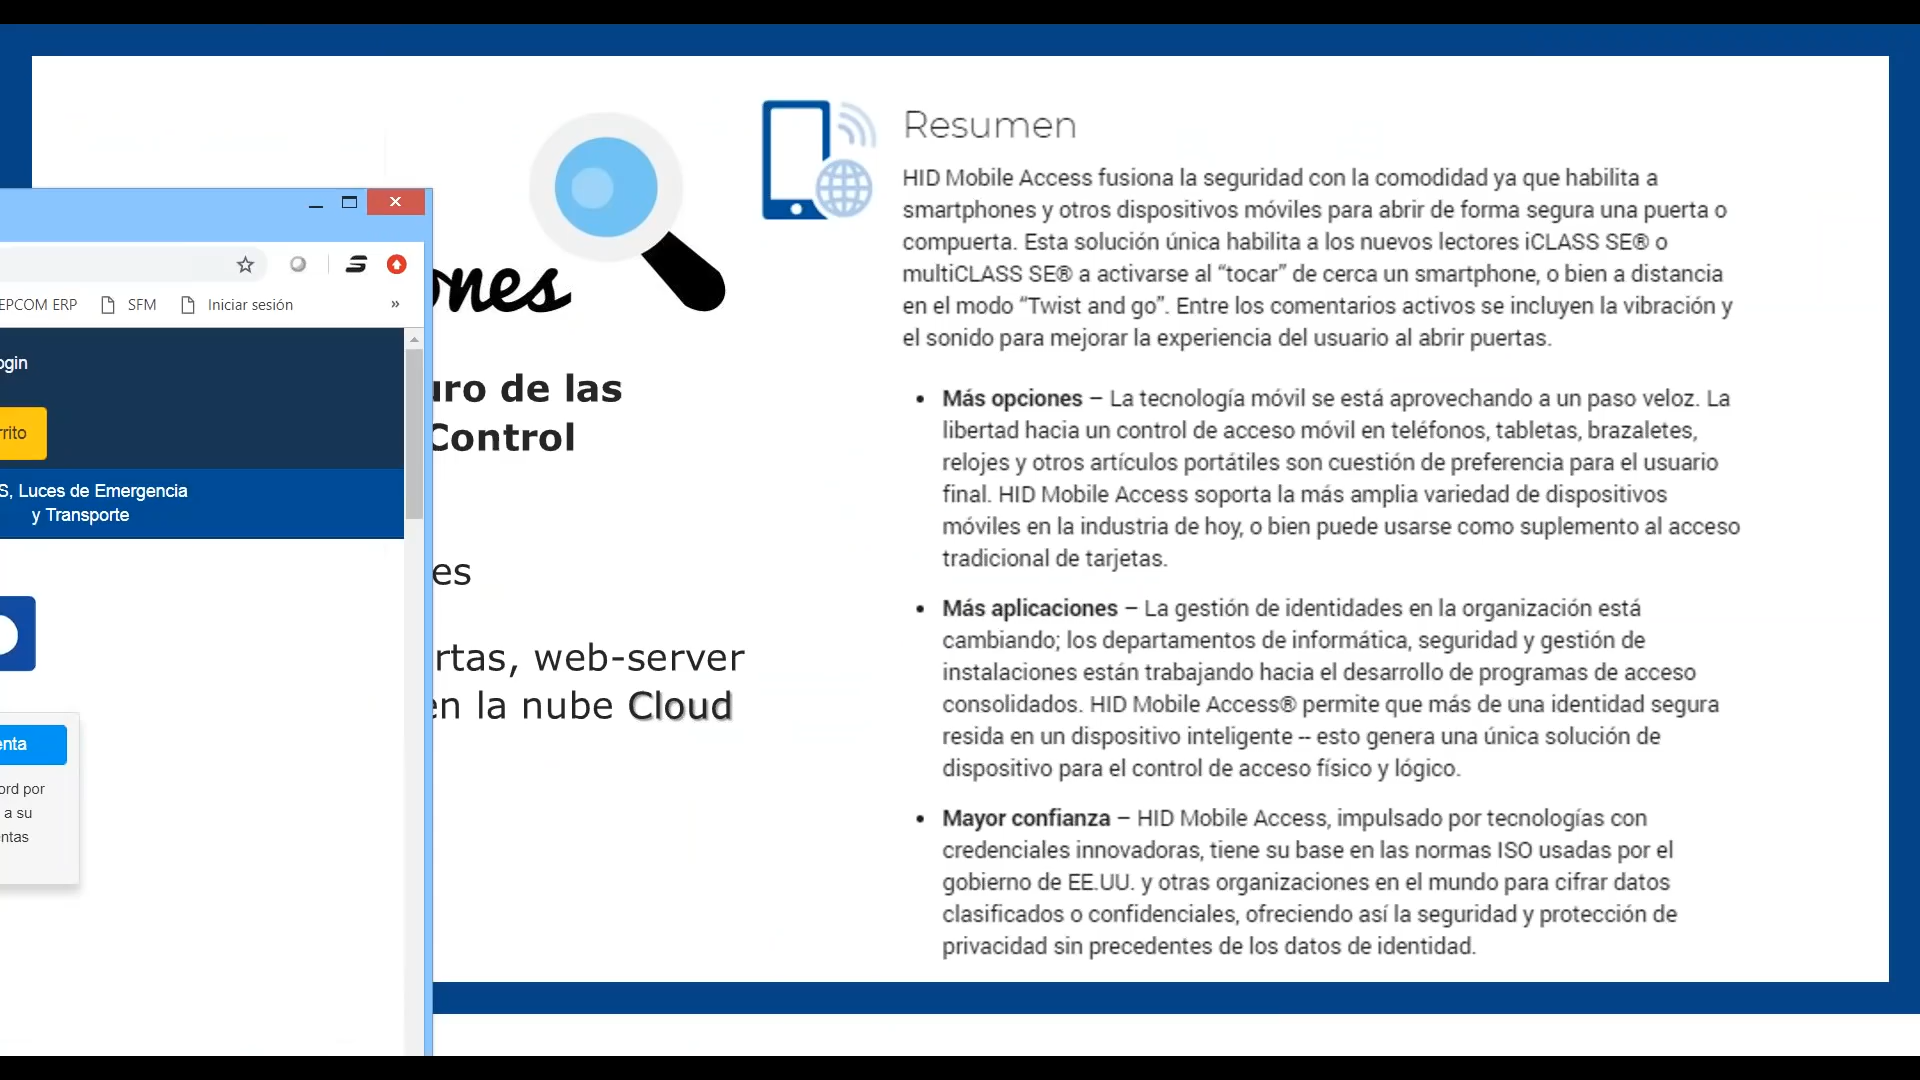 EPCOM ERP
SFM
Iniciar sesión
»
Luces de Emergencia
y Transporte
ord por
a su
de las
Control
web-server
en la nube Cloud
Resumen
HID Mobile Access fusiona la seguridad con la comodidad ya que habilita a
smartphones y otros dispositivos móviles para abrir de forma segura una puerta o
compuerta. Esta solución única habilita a los nuevos lectores iCLASS SE® o
multiCLASS SE® a activarse al “tocar” de cerca un smartphone, o bien a distancia
en el modo “Twist and go”. Entre los comentarios activos se incluyen la vibración y
el sonido para mejorar la experiencia del usuario al abrir puertas.
• Más opciones – La tecnología móvil se está aprovechando a un paso veloz. La
libertad hacia un control de acceso móvil en teléfonos, tabletas, brazaletes,
relojes y otros artículos portátiles son cuestión de preferencia para el usuario
final. HID Mobile Access soporta la más amplia variedad de dispositivos
móviles en la industria de hoy, o bien puede usarse como suplemento al acceso
tradicional de tarjetas.
• Más aplicaciones – La gestión de identidades en la organización está
cambiando; los departamentos de informática, seguridad y gestión de
instalaciones están trabajando hacia el desarrollo de programas de acceso
consolidados. HID Mobile Access® permite que más de una identidad segura
resida en un dispositivo inteligente -- esto genera una única solución de
dispositivo para el control de acceso físico y lógico.
• Mayor confianza – HID Mobile Access, impulsado por tecnologías con
credenciales innovadoras, tiene su base en las normas ISO usadas por el
gobierno de EE.UU. y otras organizaciones en el mundo para cifrar datos
clasificados o confidenciales, ofreciendo así la seguridad y protección de
privacidad sin precedentes de los datos de identidad.